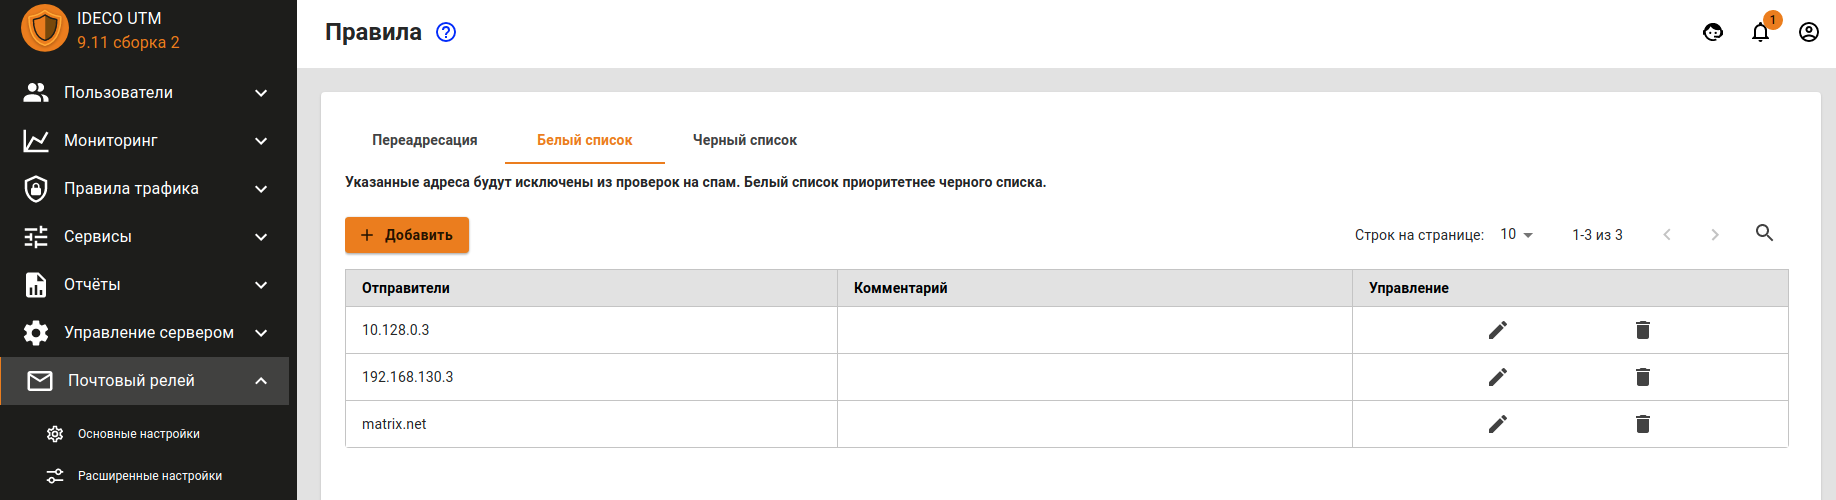 IDECO UTM
9.11 сборка 2
Пользователи
Мониторинг
Правила трафика
Сервисы
Отчёты
Управление сервером
Почтовый релей
Основные настройки
Расширенные настройки
Правила
1
Переадресация Белый список Черный список
Указанные адреса будут исключены из проверок на спам. Белый список приоритетнее черного списка.
+ Добавить Строк на странице: 10 1-3 из 3
Отправители Комментарий Управление
10.128.0.3
192.168.130.3
matrix.net